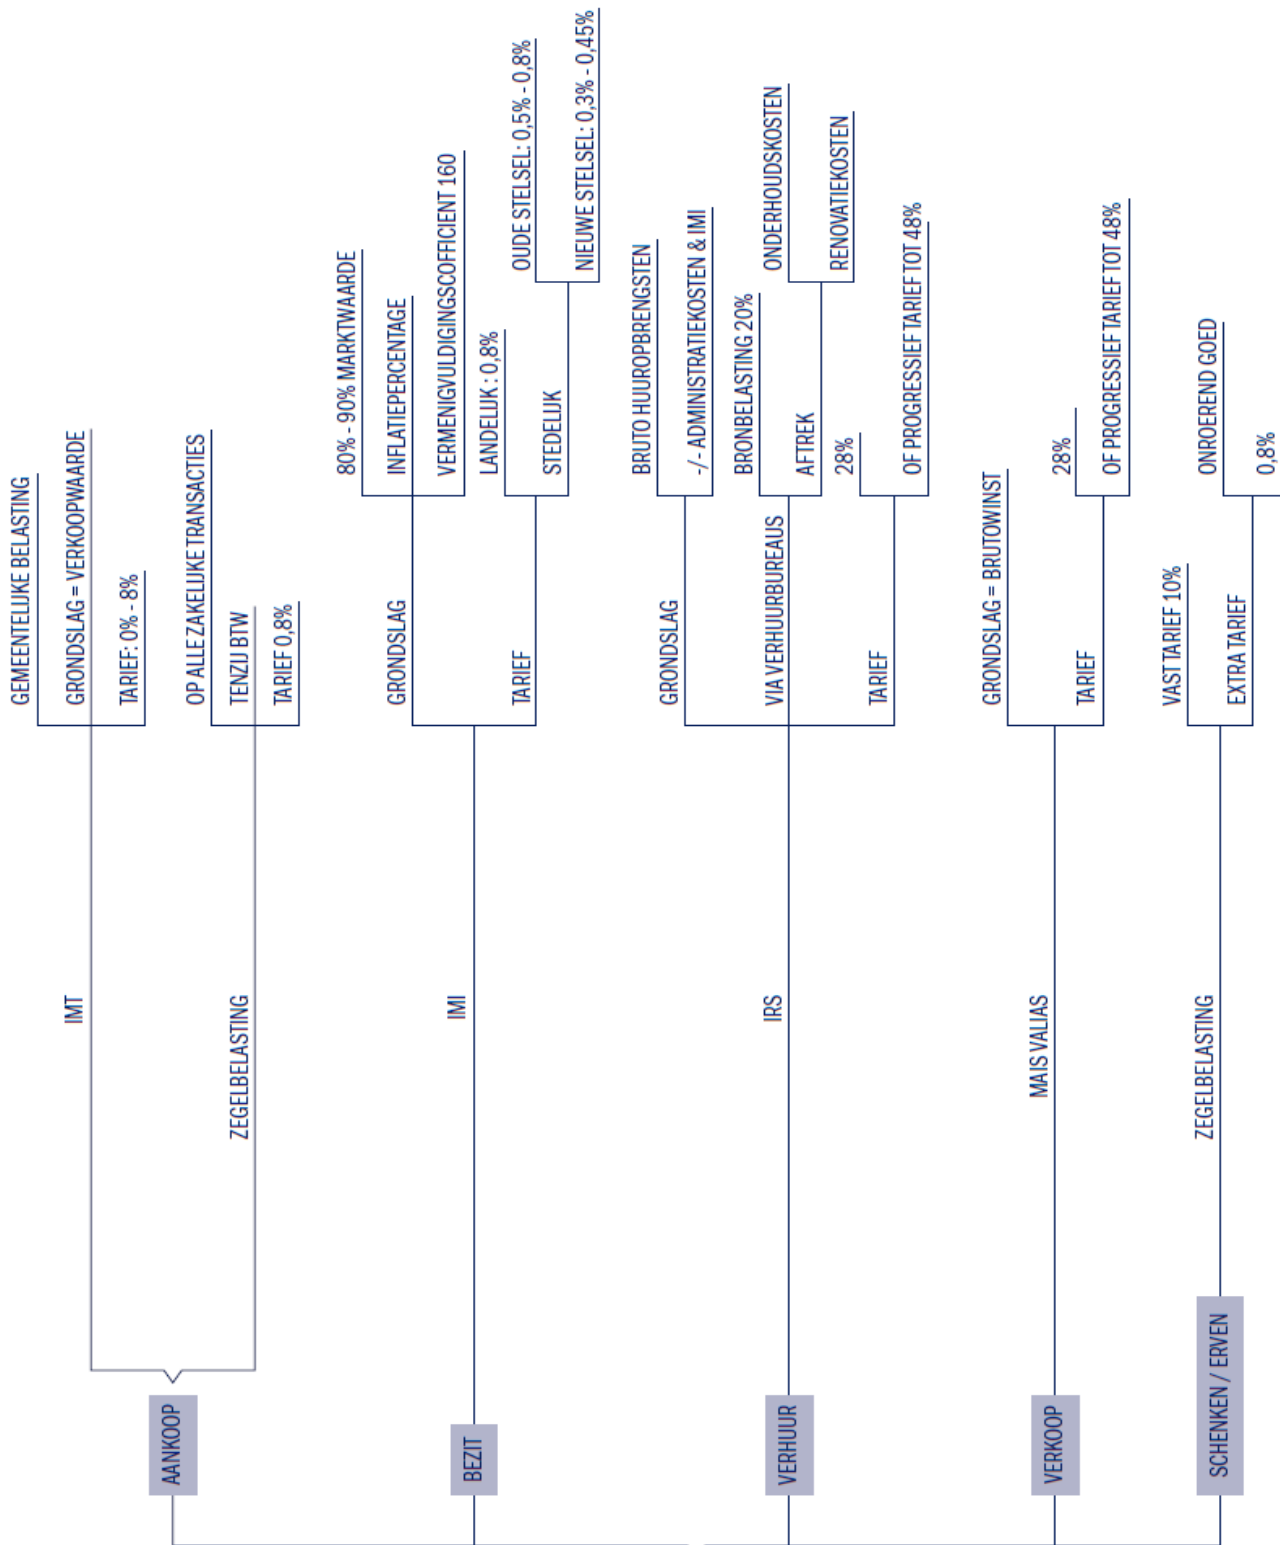 AANKOOP
IMT
GEMEENTELIJKE BELASTING
GRONDSLAG = VERKOOPWAARDE
TARIEF: 0% - 8%
ZEGELBELASTING
OP ALLE ZAKELIJKE TRANSACTIES
TENZIJ BTW
TARIEF 0,8%
BEZIT
IMI
GRONDSLAG
80% - 90% MARKTWAARDE
INFLATIEPERCENTAGE
VERMENIGVULDIGINGSCOFFICIENT 160
TARIEF
LANDELIJK : 0,8%
STEDELIJK
OUDE STELSEL: 0,5% - 0,8%
NIEUWE STELSEL: 0,3% - 0,45%
VERHUUR
IRS
GRONDSLAG
BRUTO HUUROPBRENGSTEN
-/- ADMINISTRATIEKOSTEN & IMI
VIA VERHUURBUREAUS
BRONBELASTING 20%
AFTREK
ONDERHOUDSKOSTEN
RENOVATIEKOSTEN
TARIEF
28%
OF PROGRESSIEF TARIEF TOT 48%
VERKOOP
MAIS VALIAS
GRONDSLAG = BRUTOWINST
TARIEF
28%
OF PROGRESSIEF TARIEF TOT 48%
SCHENKEN / ERVEN
ZEGELBELASTING
VAST TARIEF 10%
EXTRA TARIEF
ONROEREND GOED
0,8%